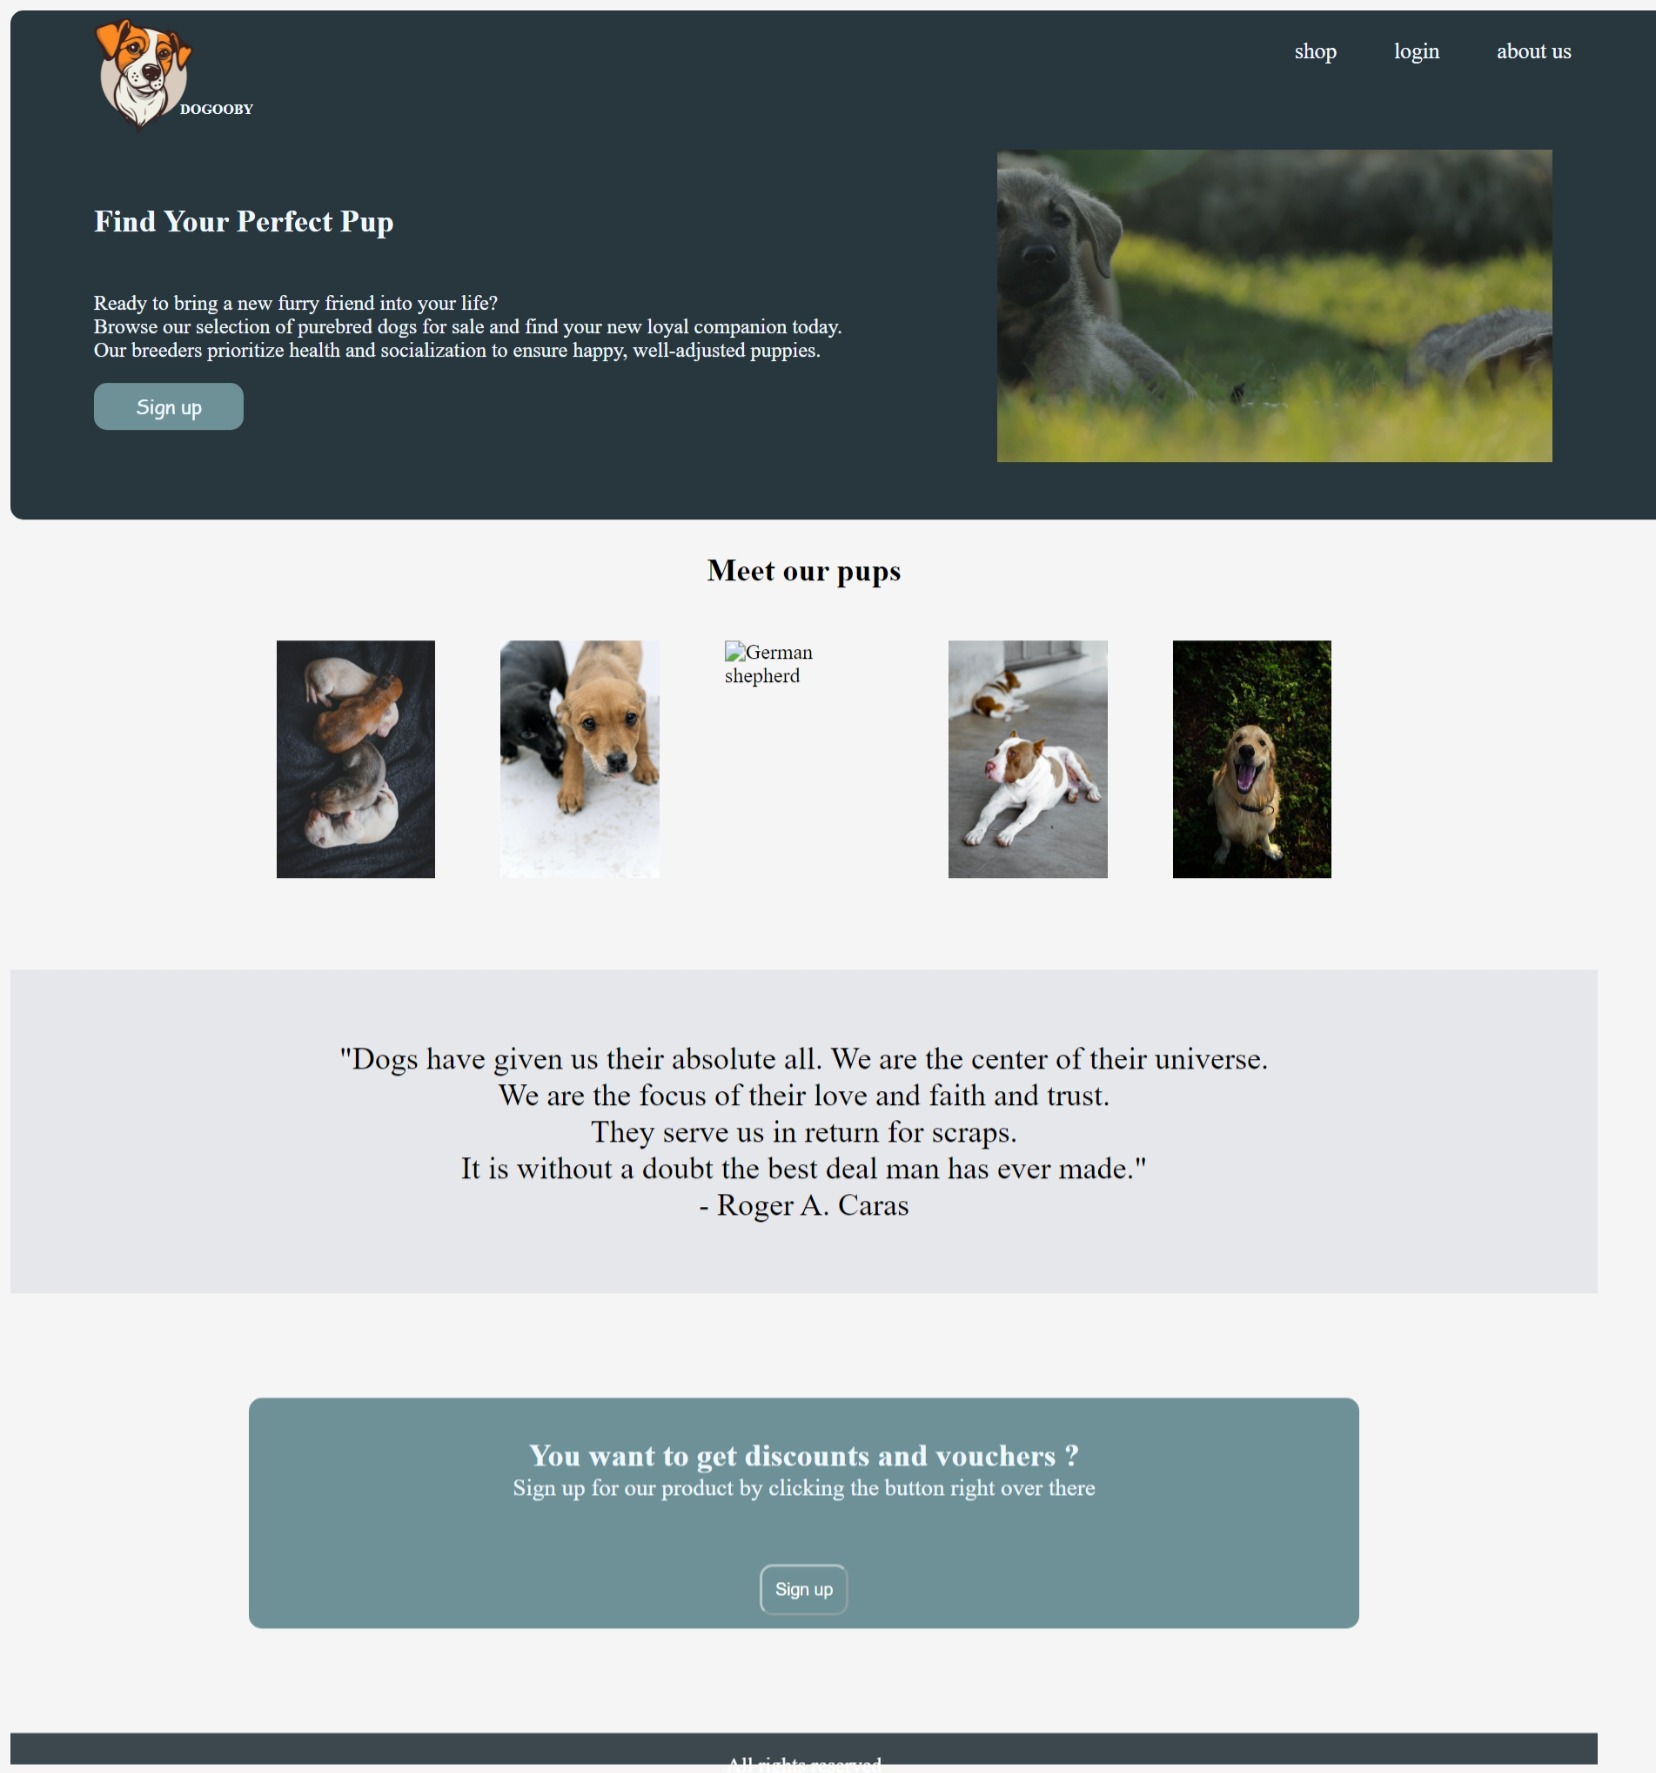 DOGOOBY
shop
login
about us
Find Your Perfect Pup
Ready to bring a new furry friend into your life?
Browse our selection of purebred dogs for sale and find your new loyal companion today.
Our breeders prioritize health and socialization to ensure happy, well-adjusted puppies.
Sign up
Meet our pups
German
shepherd
"Dogs have given us their absolute all. We are the center of their universe.
We are the focus of their love and faith and trust.
They serve us in return for scraps.
It is without a doubt the best deal man has ever made."
- Roger A. Caras
You want to get discounts and vouchers ?
Sign up for our product by clicking the button right over there
Sign up
All rights reserved